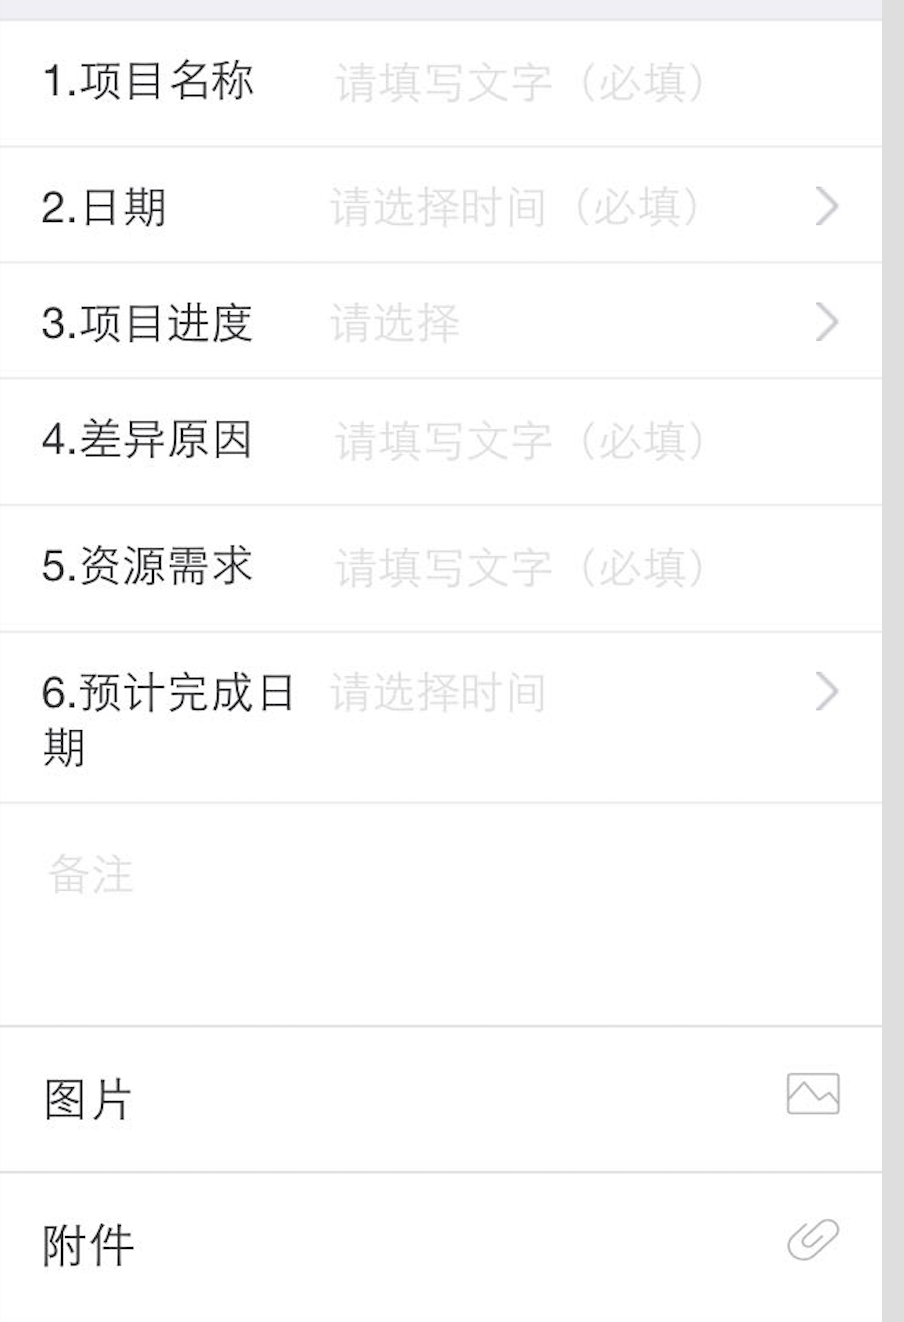 1.项目名称 请填写文字（必填）
2.日期 请选择时间（必填）
3.项目进度 请选择
4.差异原因 请填写文字（必填）
5.资源需求 请填写文字（必填）
6.预计完成日 请选择时间
期
备注
图片
附件